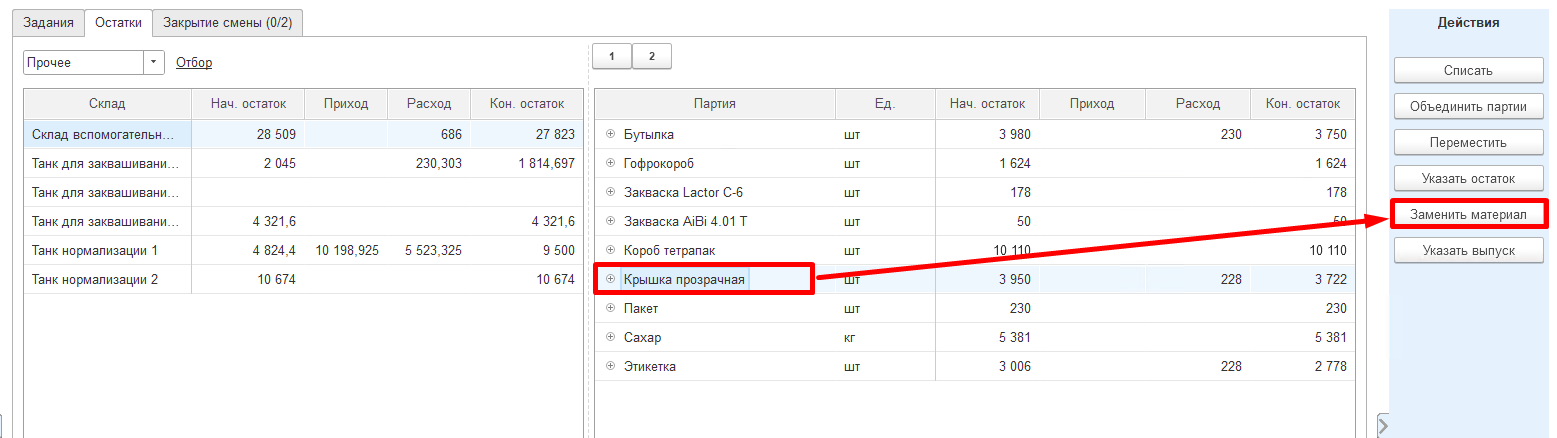 Задания Остатки Закрытие смены (0/2)
Прочее Отбор
Склад Нач. остаток Приход Расход Кон. остаток
Склад вспомогательн... 28 509 686 27 823
Танк для заквашивани... 2 045 230,303 1 814,697
Танк для заквашивани...
Танк для заквашивани... 4 321,6 4 321,6
Танк нормализации 1 4 824,4 10 198,925 5 523,325 9 500
Танк нормализации 2 10 674 10 674
1 2
Партия Ед. Нач. остаток Приход Расход Кон. остаток
Бутылка шт 3 980 230 3 750
Гофрокороб шт 1 624 1 624
Закваска Lactor C-6 шт 178 178
Закваска AiBi 4.01 T шт 50 50
Короб тетрапак шт 10 110 10 110
Крышка прозрачная шт 3 950 228 3 722
Пакет шт 230 230
Сахар кг 5 381 5 381
Этикетка шт 3 006 228 2 778
Действия
Списать
Объединить партии
Переместить
Указать остаток
Заменить материал
Указать выпуск